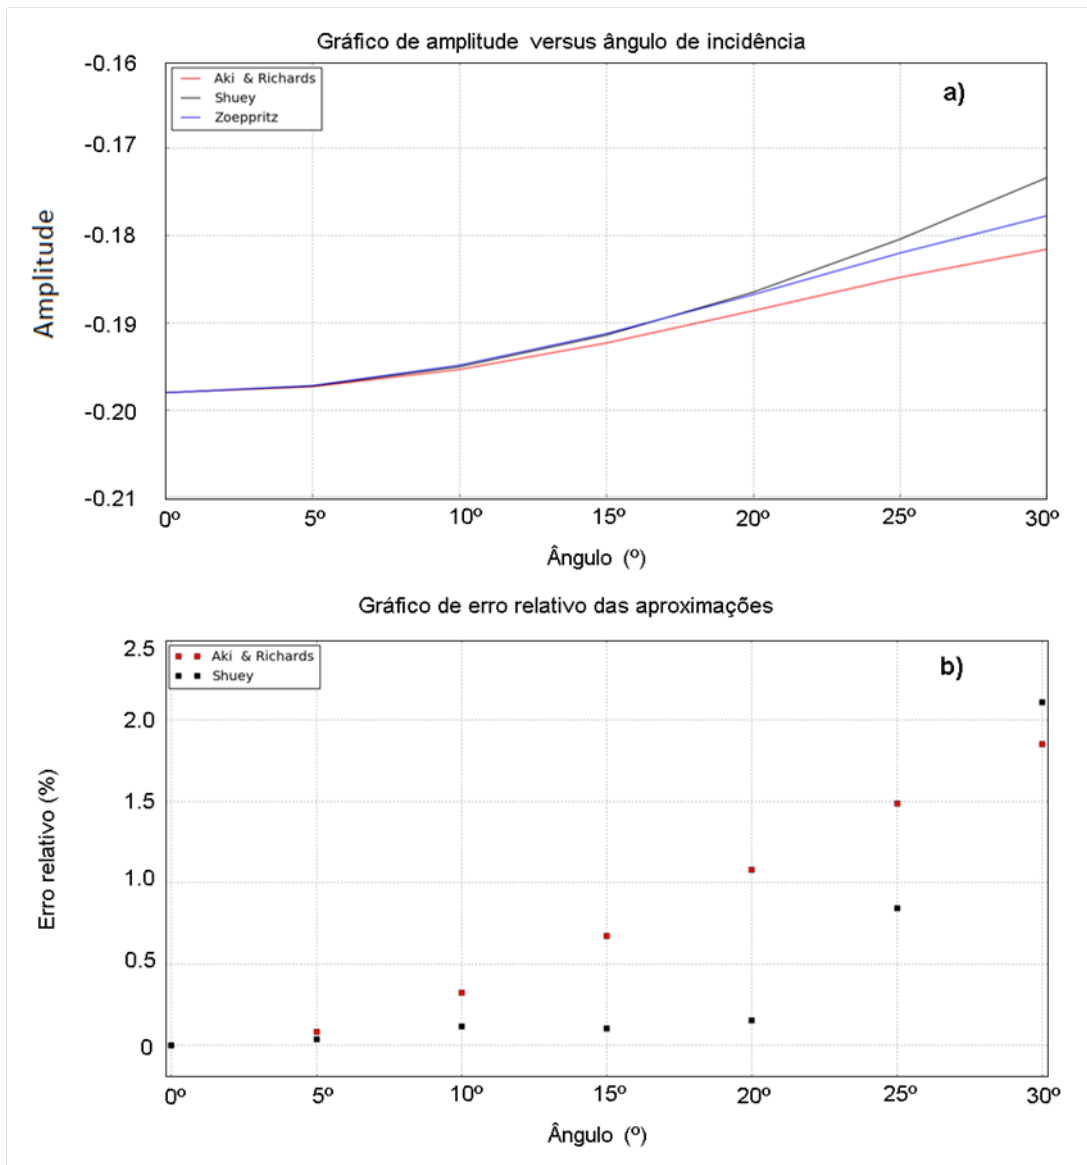 Gráfico de amplitude versus ângulo de incidência
-0.16
Aki & Richards
Shuey
Zoeppritz
a)
-0.17
-0.18
-0.19
-0.20
-0.21
Amplitude
0º 5º 10º 15º 20º 25º 30º
Ângulo (º)
Gráfico de erro relativo das aproximações
2.5
Aki & Richards
Shuey
b)
2.0
1.5
1.0
0.5
0
Erro relativo (%)
0º 5º 10º 15º 20º 25º 30º
Ângulo (º)